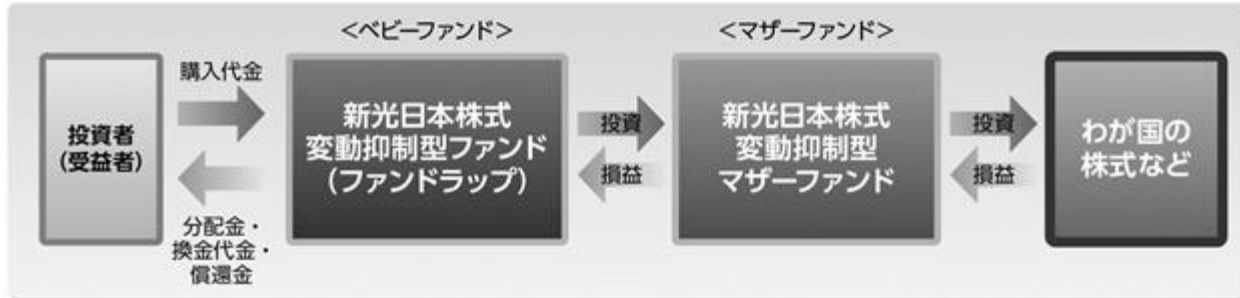 <ベビーファンド>
<マザーファンド>
投資者
(受益者)
購入代金
分配金・
換金代金・
償還金
新光日本株式
変動抑制型ファンド
(ファンドラップ)
投資
損益
新光日本株式
変動抑制型
マザーファンド
投資
損益
わが国の
株式など